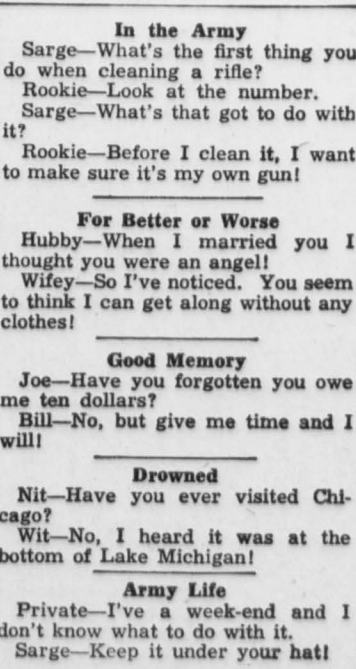 In the Army
Sarge—What's the first thing you
do when cleaning a rifle?
Rookie—Look at the number.
Sarge—What's that got to do with
it?
Rookie—Before I clean it, I want
to make sure it's my own gun!
For Better or Worse
Hubby—When I married you I
thought you were an angel!
Wifey—So I've noticed. You seem
to think I can get along without any
clothes!
Good Memory
Joe—Have you forgotten you owe
me ten dollars?
Bill—No, but give me time and I
will!
Drowned
Nit—Have you ever visited Chi-
cago?
Wit—No, I heard it was at the
bottom of Lake Michigan!
Army Life
Private—I've a week-end and I
don't know what to do with it.
Sarge—Keep it under your hat!